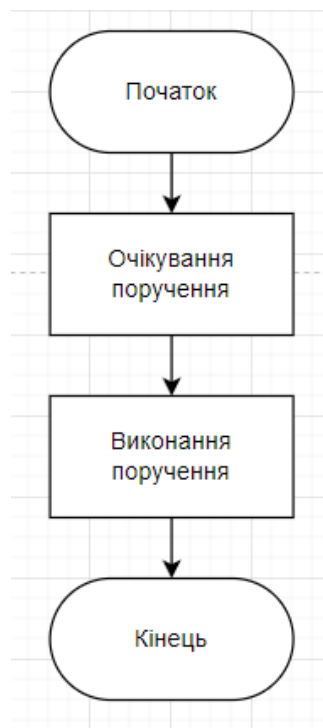 Початок
Очікування
поручення
Виконання
поручення
Кінець